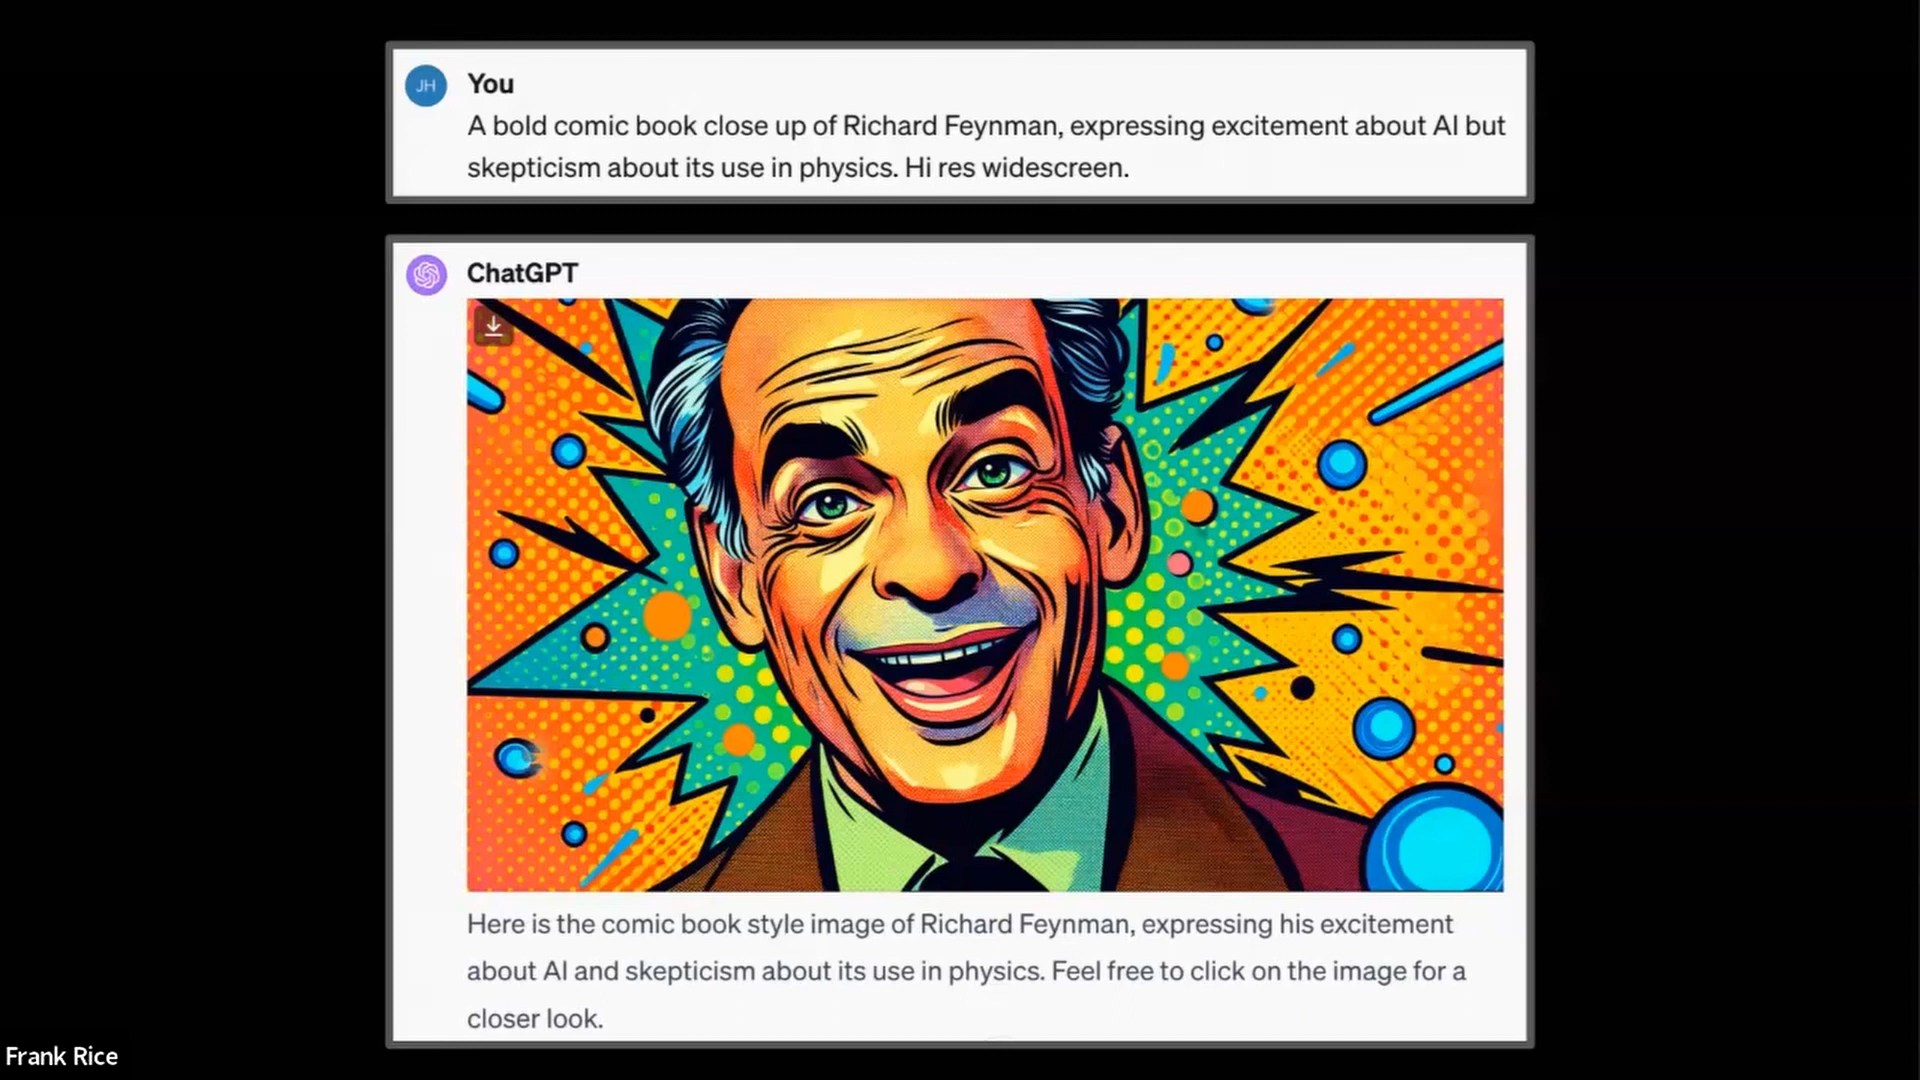 JH
You
A bold comic book close up of Richard Feynman, expressing excitement about AI but
skepticism about its use in physics. Hi res widescreen.
ChatGPT
Here is the comic book style image of Richard Feynman, expressing his excitement
about AI and skepticism about its use in physics. Feel free to click on the image for a
closer look.
Frank Rice